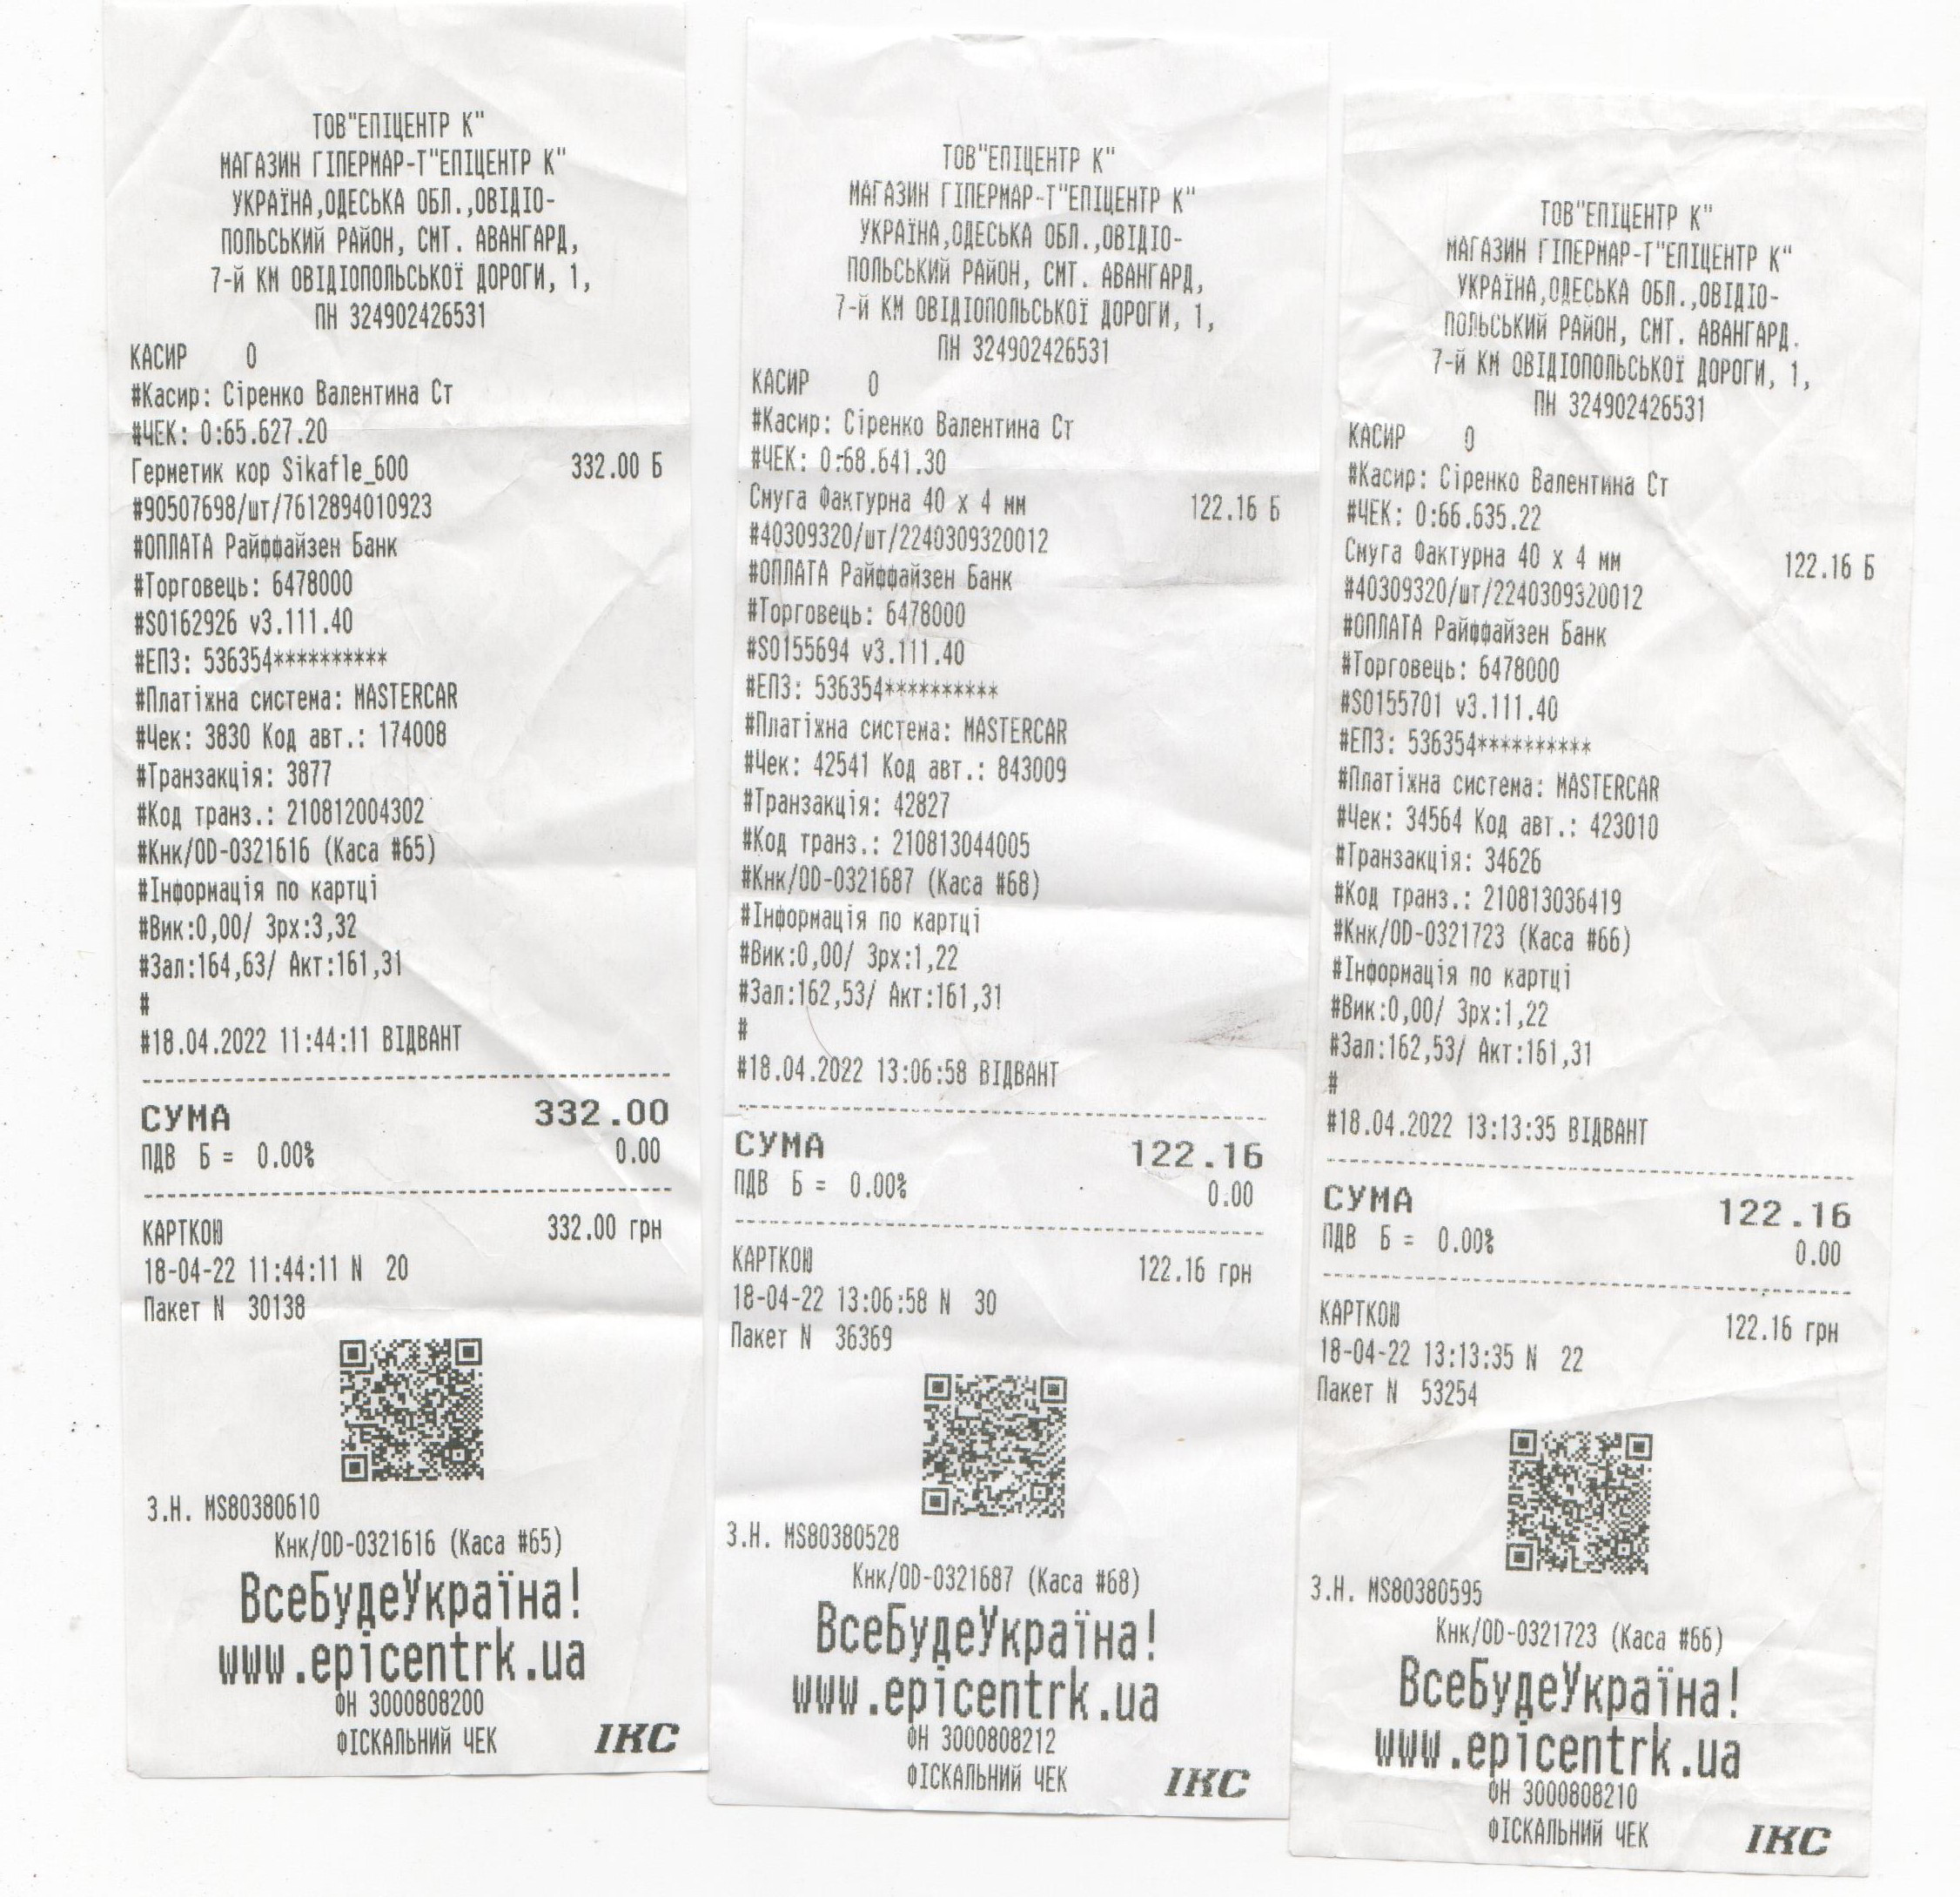 ТОВ"ЕПІЦЕНТР К"
МАГАЗИН ГІПЕРМАР-Т"ЕПІЦЕНТР К"
УКРАЇНА,ОДЕСЬКА ОБЛ.,ОВІДІО-
ПОЛЬСЬКИЙ РАЙОН, СМТ. АВАНГАРД,
7-й КМ ОВІДІОПОЛЬСЬКОЇ ДОРОГИ, 1,
ПН 324902426531
КАСИР 0
#Касир: Сіренко Валентина Ст
#ЧЕК: 0:65.627.20
Герметик кор Sikafle_600 332.00 Б
#90507698/шт/7612894010923
#ОПЛАТА Райффайзен Банк
#Торговець: 6478000
#S0162926 v3.111.40
#ЕПЗ: 536354**********
#Платіжна система: MASTERCAR
#Чек: 3830 Код авт.: 174008
#Транзакція: 3877
#Код транз.: 210812004302
#Кнк/OD-0321616 (Каса #65)
#Інформація по картці
#Вик:0,00/ Зрх:3,32
#Зал:164,63/ Акт:161,31
#
#18.04.2022 11:44:11 ВІДВАНТ
СУМА 332.00
ПДВ Б = 0.00% 0.00
КАРТКОЮ 332.00 грн
18-04-22 11:44:11 N 20
Пакет N 30138
З.Н. MS80380610
Кнк/OD-0321616 (Каса #65)
ВсеБудеУкраїна!
www.epicentrk.ua
ФН 3000808200
ФІСКАЛЬНИЙ ЧЕК
ІКС
ТОВ"ЕПІЦЕНТР К"
МАГАЗИН ГІПЕРМАР-Т"ЕПІЦЕНТР К"
УКРАЇНА,ОДЕСЬКА ОБЛ.,ОВІДІО-
ПОЛЬСЬКИЙ РАЙОН, СМТ. АВАНГАРД,
7-й КМ ОВІДІОПОЛЬСЬКОЇ ДОРОГИ, 1,
ПН 324902426531
КАСИР 0
#Касир: Сіренко Валентина Ст
#ЧЕК: 0:68.641.30
Смуга Фактурна 40 x 4 мм 122.16 Б
#40309320/шт/2240309320012
#ОПЛАТА Райффайзен Банк
#Торговець: 6478000
#S0155694 v3.111.40
#ЕПЗ: 536354**********
#Платіжна система: MASTERCAR
#Чек: 42541 Код авт.: 843009
#Транзакція: 42827
#Код транз.: 210813044005
#Кнк/OD-0321687 (Каса #68)
#Інформація по картці
#Вик:0,00/ Зрх:1,22
#Зал:162,53/ Акт:161,31
#
#18.04.2022 13:06:58 ВІДВАНТ
СУМА 122.16
ПДВ Б = 0.00% 0.00
КАРТКОЮ 122.16 грн
18-04-22 13:06:58 N 30
Пакет N 36369
З.Н. MS80380528
Кнк/OD-0321687 (Каса #68)
ВсеБудеУкраїна!
www.epicentrk.ua
ФН 3000808212
ФІСКАЛЬНИЙ ЧЕК
ІКС
ТОВ"ЕПІЦЕНТР К"
МАГАЗИН ГІПЕРМАР-Т"ЕПІЦЕНТР К"
УКРАЇНА,ОДЕСЬКА ОБЛ.,ОВІДІО-
ПОЛЬСЬКИЙ РАЙОН, СМТ. АВАНГАРД,
7-й КМ ОВІДІОПОЛЬСЬКОЇ ДОРОГИ, 1,
ПН 324902426531
КАСИР 0
#Касир: Сіренко Валентина Ст
#ЧЕК: 0:66.635.22
Смуга Фактурна 40 x 4 мм 122.16 Б
#40309320/шт/2240309320012
#ОПЛАТА Райффайзен Банк
#Торговець: 6478000
#S0155701 v3.111.40
#ЕПЗ: 536354**********
#Платіжна система: MASTERCAR
#Чек: 34564 Код авт.: 423010
#Транзакція: 34626
#Код транз.: 210813036419
#Кнк/OD-0321723 (Каса #66)
#Інформація по картці
#Вик:0,00/ Зрх:1,22
#Зал:162,53/ Акт:161,31
#
#18.04.2022 13:13:35 ВІДВАНТ
СУМА 122.16
ПДВ Б = 0.00% 0.00
КАРТКОЮ 122.16 грн
18-04-22 13:13:35 N 22
Пакет N 53254
З.Н. MS80380595
Кнк/OD-0321723 (Каса #66)
ВсеБудеУкраїна!
www.epicentrk.ua
ФН 3000808210
ФІСКАЛЬНИЙ ЧЕК
ІКС